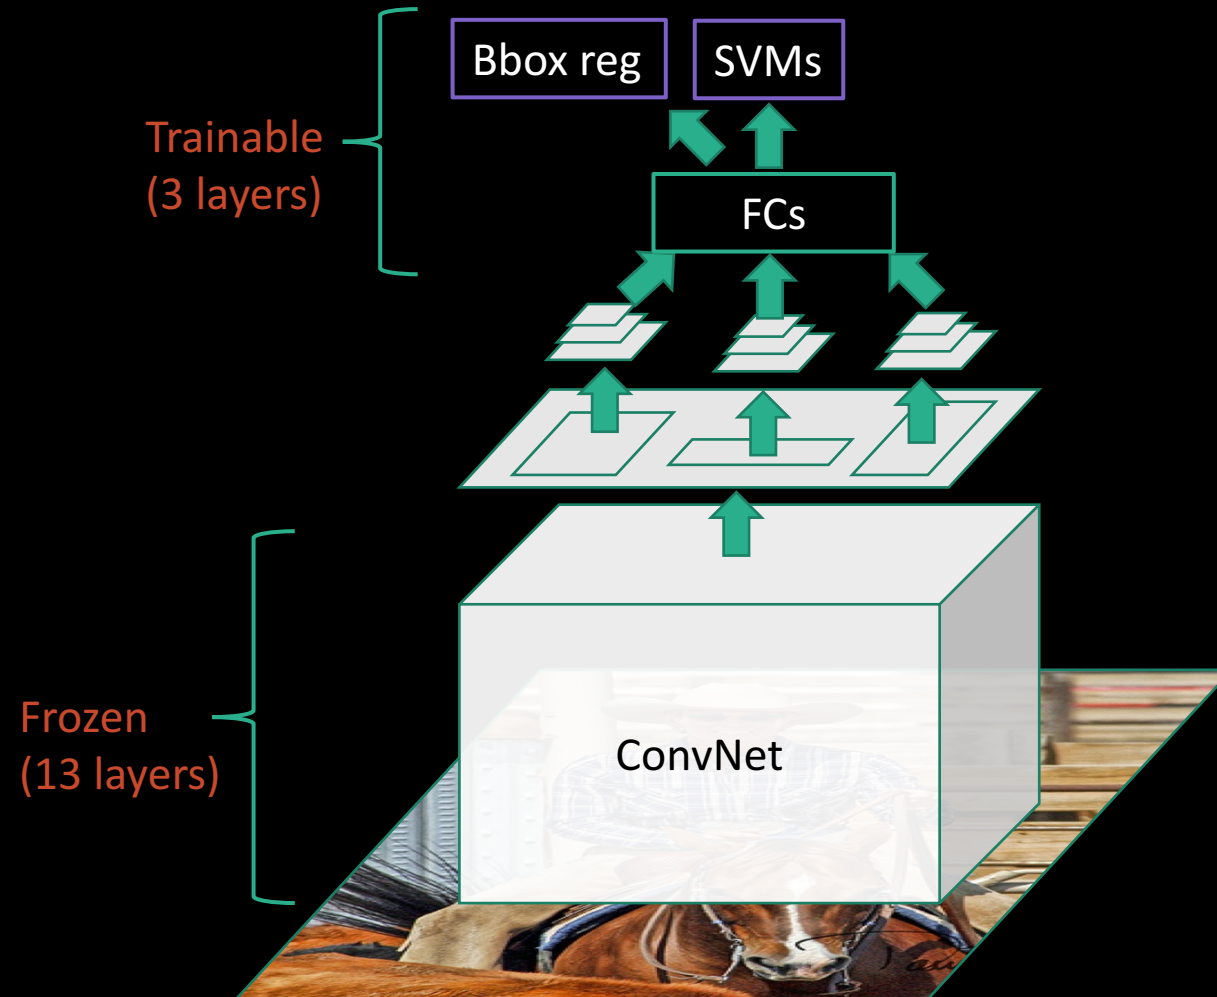 Bbox reg
SVMs
Trainable
(3 layers)
FCs
Frozen
(13 layers)
ConvNet